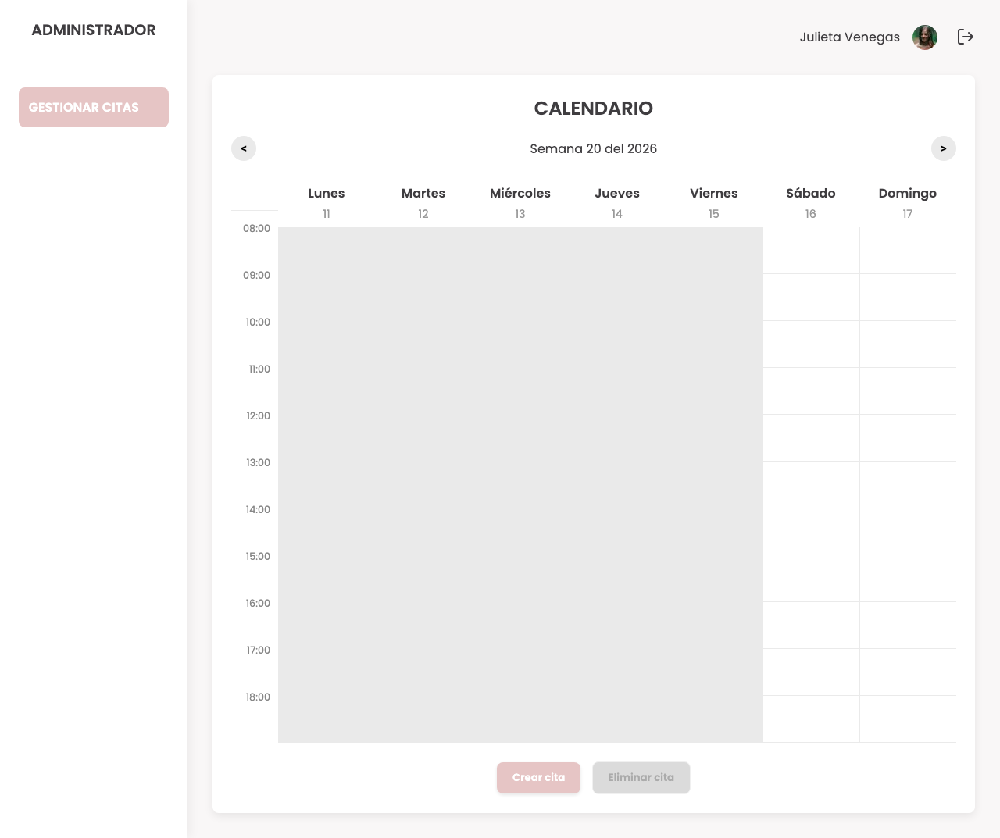 ADMINISTRADOR
GESTIONAR CITAS
Julieta Venegas
CALENDARIO
<
Semana 20 del 2026
>
Lunes Martes Miércoles Jueves Viernes Sábado Domingo
11 12 13 14 15 16 17
08:00
09:00
10:00
11:00
12:00
13:00
14:00
15:00
16:00
17:00
18:00
Crear cita Eliminar cita